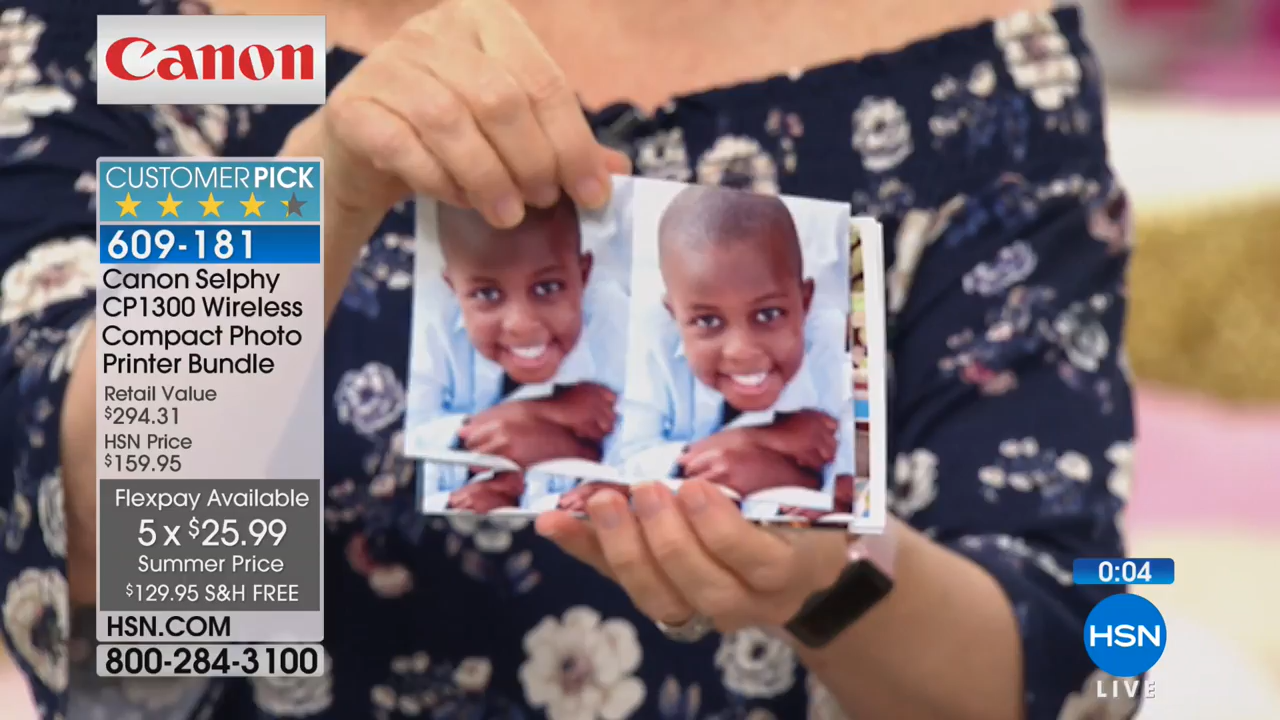 Canon
CUSTOMER PICK
609-181
Canon Selphy
CP1300 Wireless
Compact Photo
Printer Bundle
Retail Value
$294.31
HSN Price
$159.95
Flexpay Available
5 x $25.99
Summer Price
$129.95 S&H FREE
HSN.COM
800-284-3100
0:04
HSN
LIVE